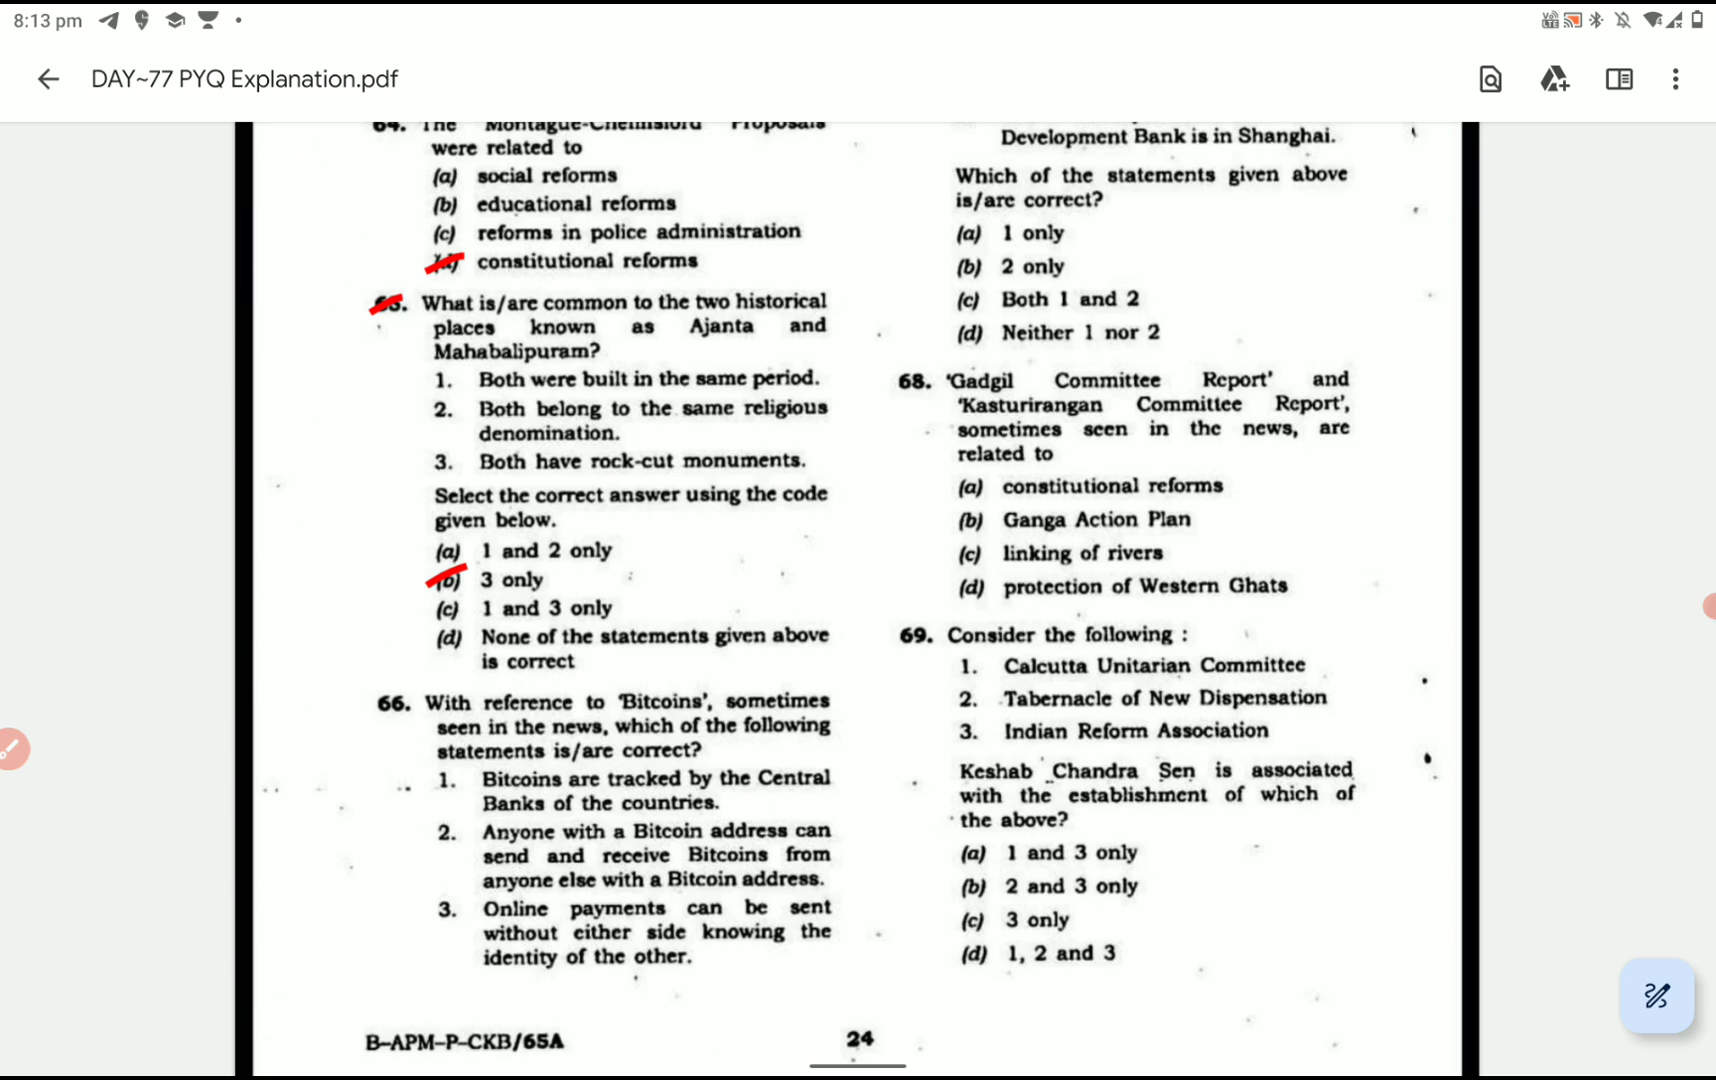 8:13 pm
DAY~77 PYQ Explanation.pdf
64. The Montague-Chelmsford Proposals
were related to
(a) social reforms
(b) educational reforms
(c) reforms in police administration
(d) constitutional reforms
65. What is/are common to the two historical
places known as Ajanta and
Mahabalipuram?
1. Both were built in the same period.
2. Both belong to the same religious
denomination.
3. Both have rock-cut monuments.
Select the correct answer using the code
given below.
(a) 1 and 2 only
(b) 3 only
(c) 1 and 3 only
(d) None of the statements given above
is correct
66. With reference to 'Bitcoins', sometimes
seen in the news, which of the following
statements is/are correct?
1. Bitcoins are tracked by the Central
Banks of the countries.
2. Anyone with a Bitcoin address can
send and receive Bitcoins from
anyone else with a Bitcoin address.
3. Online payments can be sent
without either side knowing the
identity of the other.
Development Bank is in Shanghai.
Which of the statements given above
is/are correct?
(a) 1 only
(b) 2 only
(c) Both 1 and 2
(d) Neither 1 nor 2
68. 'Gadgil Committee Report' and
'Kasturirangan Committee Report',
sometimes seen in the news, are
related to
(a) constitutional reforms
(b) Ganga Action Plan
(c) linking of rivers
(d) protection of Western Ghats
69. Consider the following :
1. Calcutta Unitarian Committee
2. Tabernacle of New Dispensation
3. Indian Reform Association
Keshab Chandra Sen is associated
with the establishment of which of
the above?
(a) 1 and 3 only
(b) 2 and 3 only
(c) 3 only
(d) 1, 2 and 3
B–APM–P–CKB/65A
24